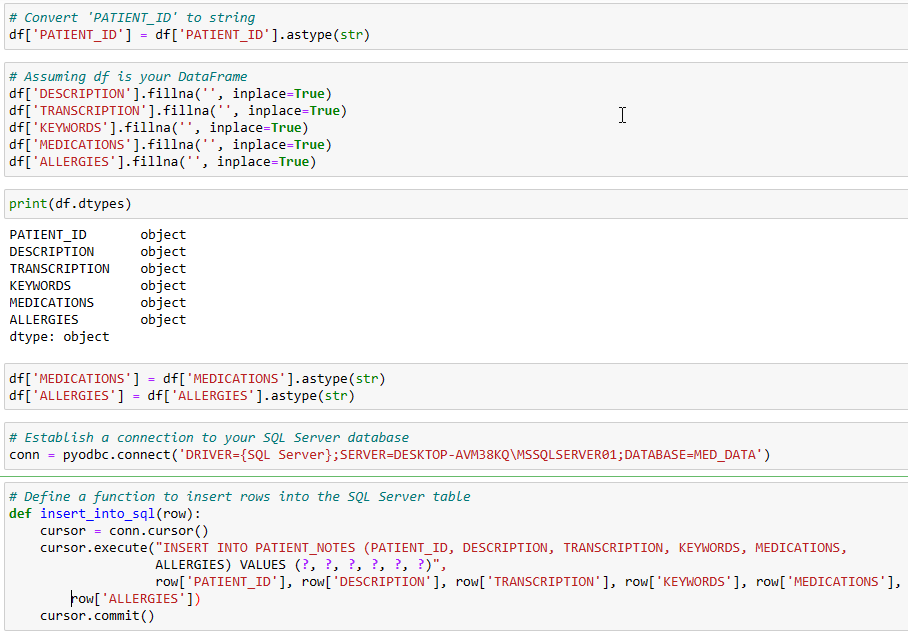 # Convert 'PATIENT_ID' to string
df['PATIENT_ID'] = df['PATIENT_ID'].astype(str)
# Assuming df is your DataFrame
df['DESCRIPTION'].fillna('', inplace=True)
df['TRANSCRIPTION'].fillna('', inplace=True)
df['KEYWORDS'].fillna('', inplace=True)
df['MEDICATIONS'].fillna('', inplace=True)
df['ALLERGIES'].fillna('', inplace=True)
print(df.dtypes)
PATIENT_ID       object
DESCRIPTION      object
TRANSCRIPTION    object
KEYWORDS         object
MEDICATIONS      object
ALLERGIES        object
dtype: object
df['MEDICATIONS'] = df['MEDICATIONS'].astype(str)
df['ALLERGIES'] = df['ALLERGIES'].astype(str)
# Establish a connection to your SQL Server database
conn = pyodbc.connect('DRIVER={SQL Server};SERVER=DESKTOP-AVM38KQ\MSSQLSERVER01;DATABASE=MED_DATA')
# Define a function to insert rows into the SQL Server table
def insert_into_sql(row):
    cursor = conn.cursor()
    cursor.execute("INSERT INTO PATIENT_NOTES (PATIENT_ID, DESCRIPTION, TRANSCRIPTION, KEYWORDS, MEDICATIONS,
                   ALLERGIES) VALUES (?, ?, ?, ?, ?, ?)",
                   row['PATIENT_ID'], row['DESCRIPTION'], row['TRANSCRIPTION'], row['KEYWORDS'], row['MEDICATIONS'],
        row['ALLERGIES'])
    cursor.commit()